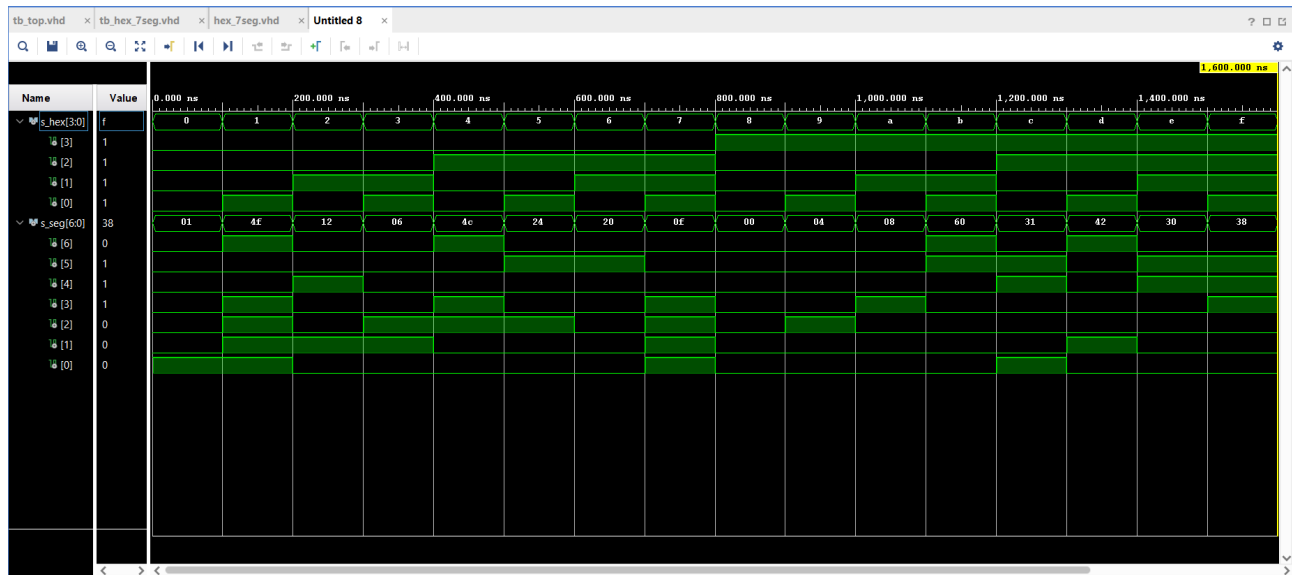 tb_top.vhd × tb_hex_7seg.vhd × hex_7seg.vhd × Untitled 8 ×
1,600.000 ns
Name Value 0.000 ns 200.000 ns 400.000 ns 600.000 ns 800.000 ns 1,000.000 ns 1,200.000 ns 1,400.000 ns
s_hex[3:0] f 0 1 2 3 4 5 6 7 8 9 a b c d e f
[3] 1
[2] 1
[1] 1
[0] 1
s_seg[6:0] 38 01 4f 12 06 4c 24 20 0f 00 04 08 60 31 42 30 38
[6] 0
[5] 1
[4] 1
[3] 1
[2] 0
[1] 0
[0] 0